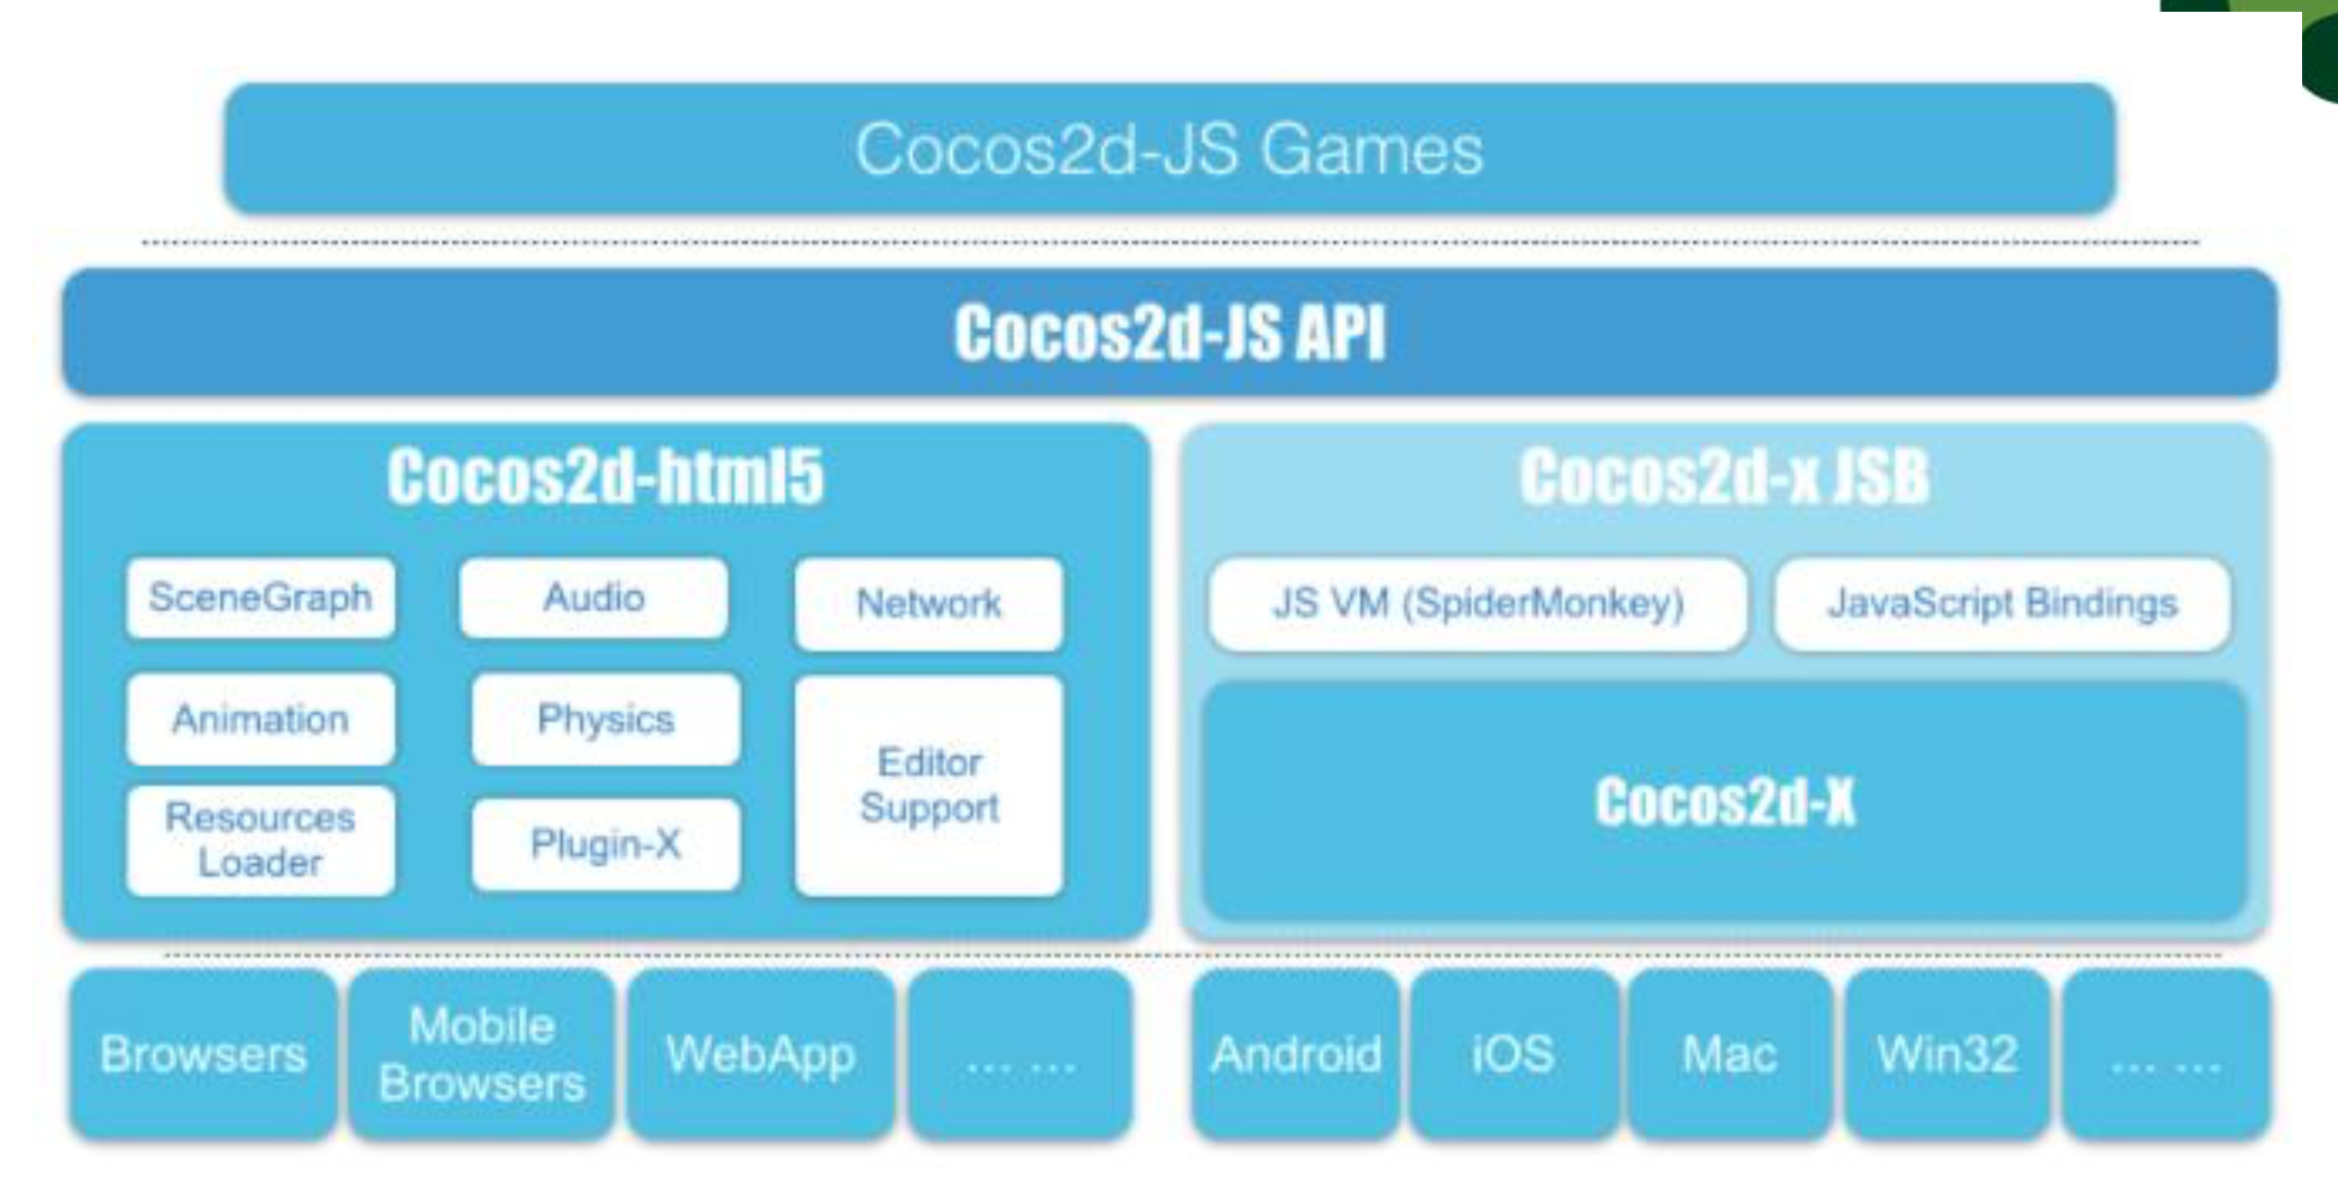 Cocos2d-JS Games
Cocos2d-JS API
Cocos2d-html5
SceneGraph
Audio
Network
Animation
Physics
Editor
Support
Resources
Loader
Plugin-X
Cocos2d-x JSB
JS VM (SpiderMonkey)
JavaScript Bindings
Cocos2d-X
Browsers
Mobile
Browsers
WebApp
... ...
Android
iOS
Mac
Win32
... ...